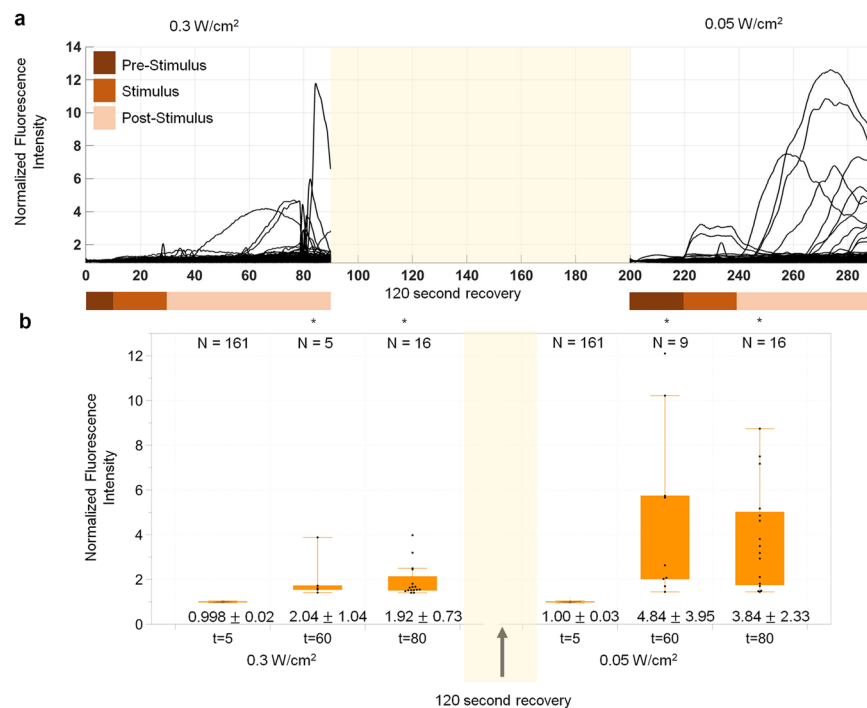 a
0.3 W/cm²
0.05 W/cm²
Normalized Fluorescence
Intensity
14
12
10
8
6
4
2
Pre-Stimulus
Stimulus
Post-Stimulus
0 20 40 60 80 100 120 140 160 180 200 220 240 260 280
120 second recovery
b
* * * *
N = 161 N = 5 N = 16 N = 161 N = 9 N = 16
Normalized Fluorescence
Intensity
12
10
8
6
4
2
0
0.998 ± 0.02 2.04 ± 1.04 1.92 ± 0.73 1.00 ± 0.03 4.84 ± 3.95 3.84 ± 2.33
t=5 t=60 t=80 t=5 t=60 t=80
0.3 W/cm² 0.05 W/cm²
120 second recovery